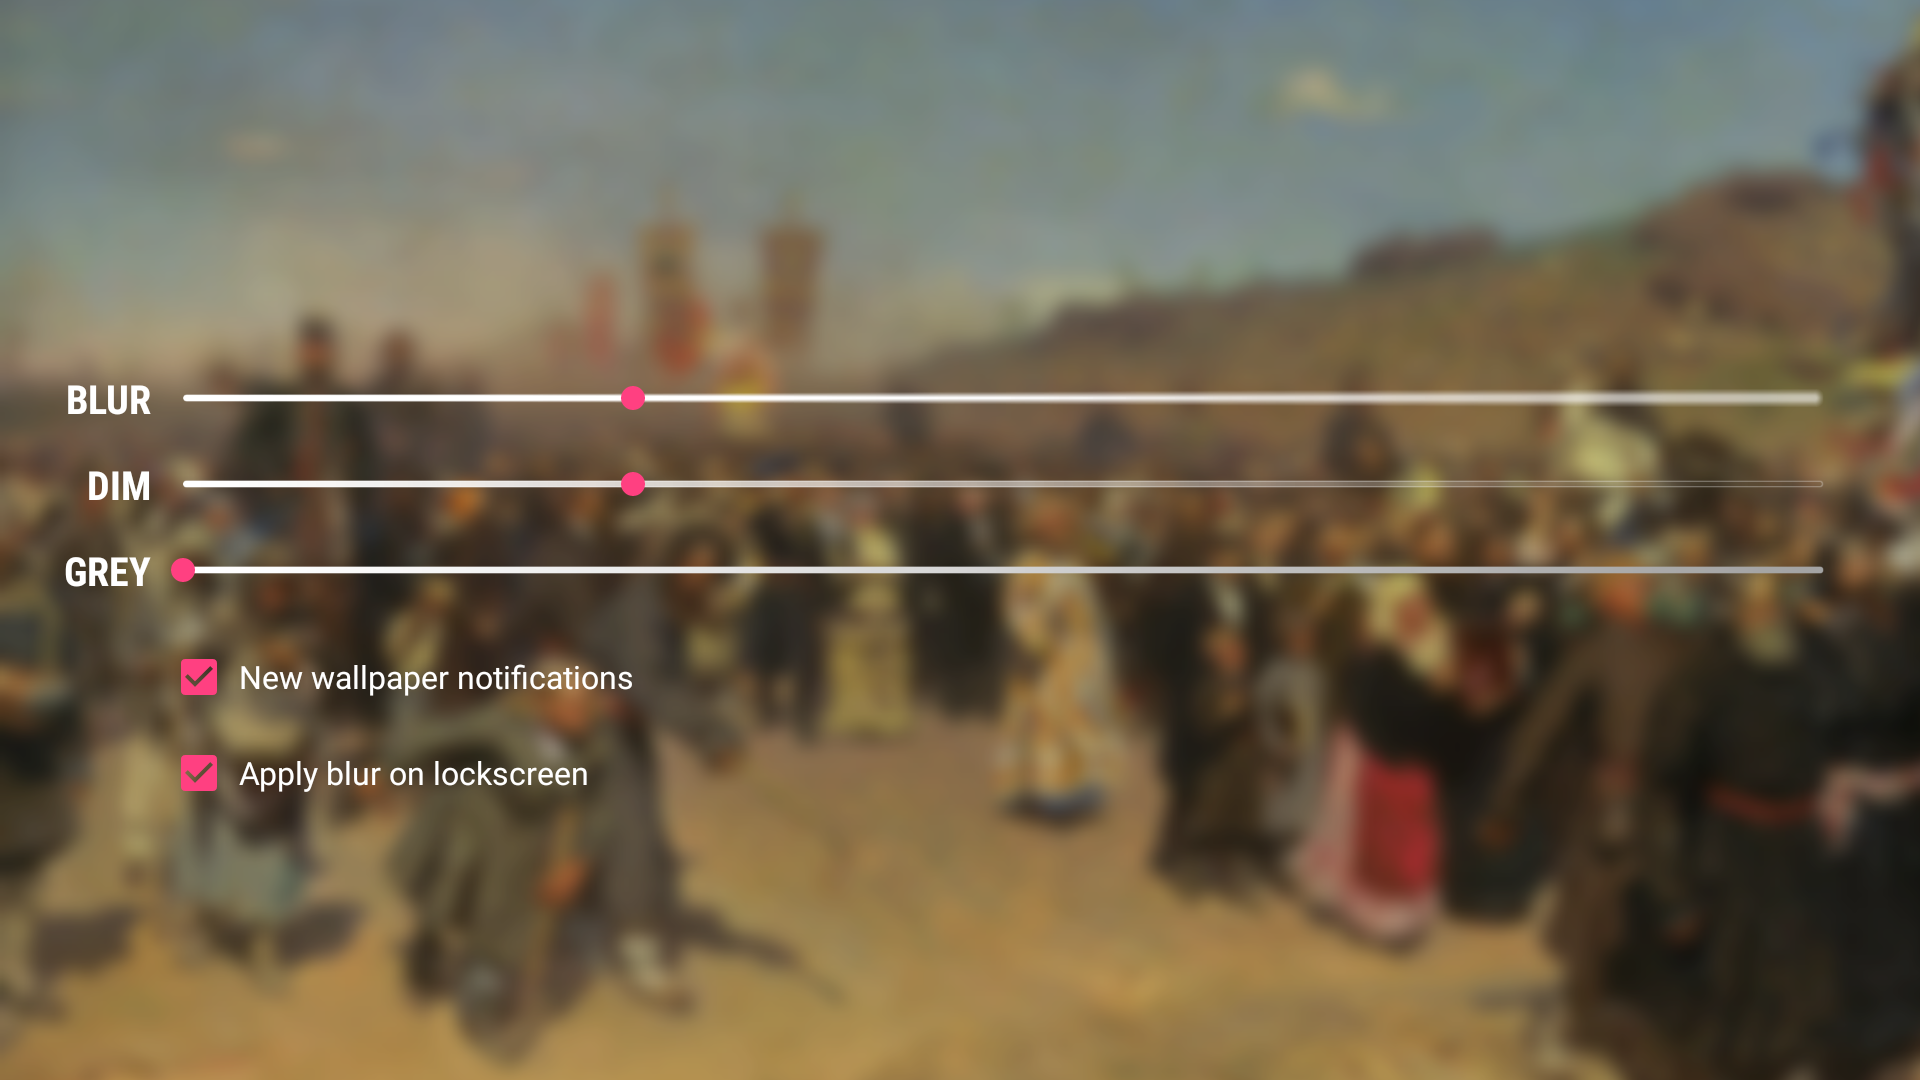 BLUR
DIM
GREY
New wallpaper notifications
Apply blur on lockscreen